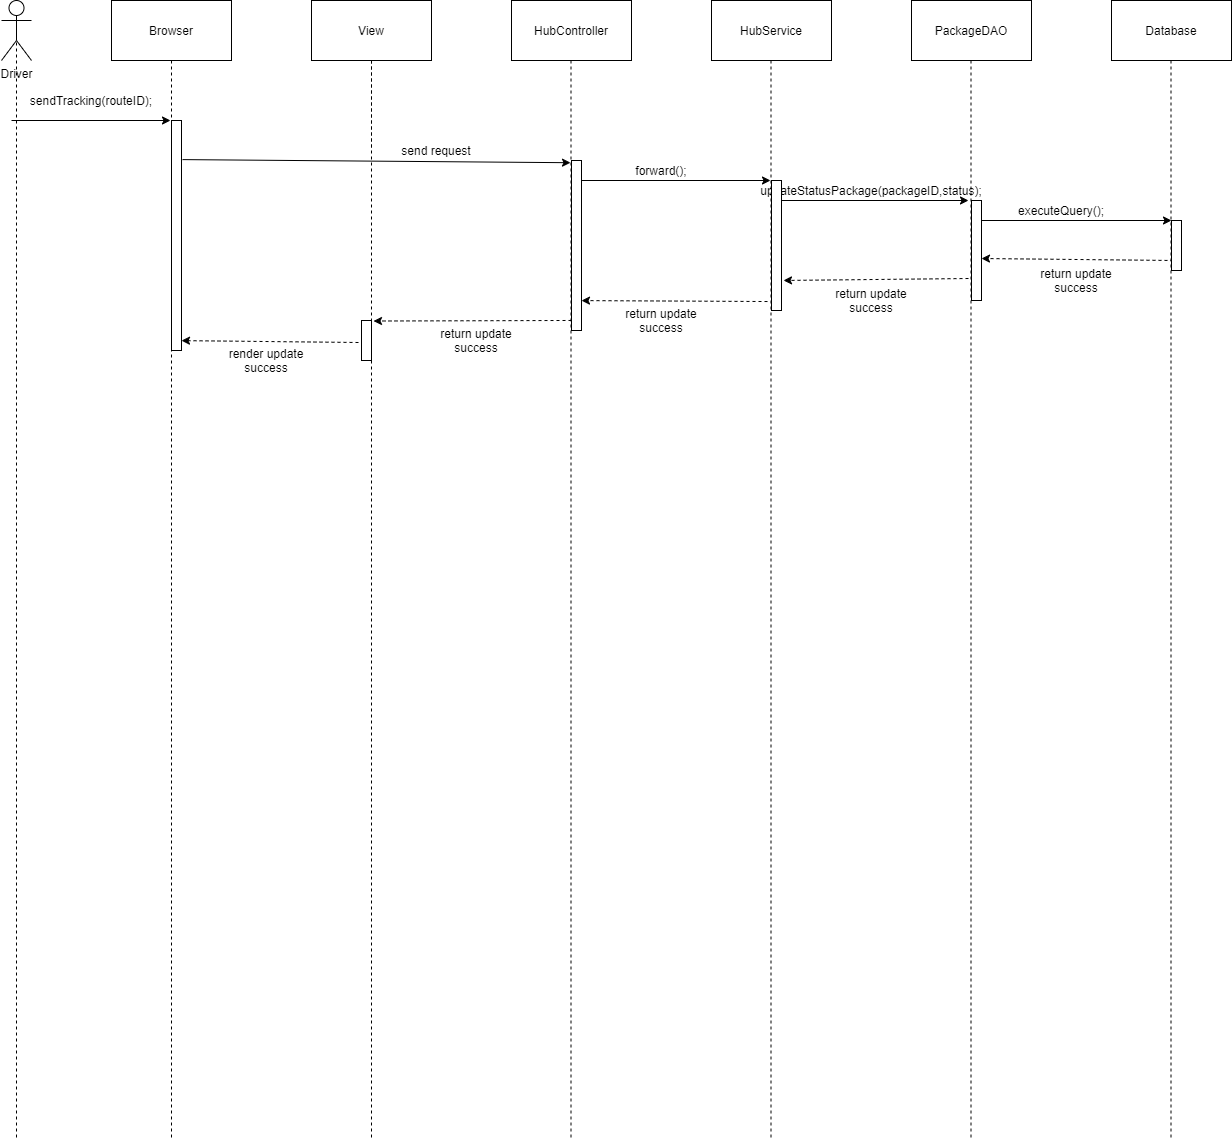 Driver
Browser
View
HubController
HubService
PackageDAO
Database
sendTracking(routeID);
send request
forward();
updateStatusPackage(packageID,status);
executeQuery();
return update
success
return update
success
return update
success
return update
success
render update
success